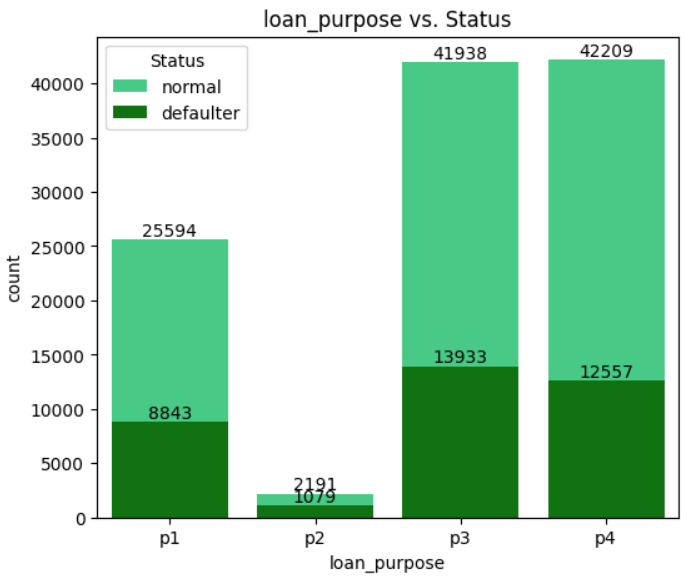 loan_purpose vs. Status
Status
normal
defaulter
41938
42209
25594
13933
12557
8843
2191
1079
count
40000
35000
30000
25000
20000
15000
10000
5000
0
p1 p2 p3 p4
loan_purpose